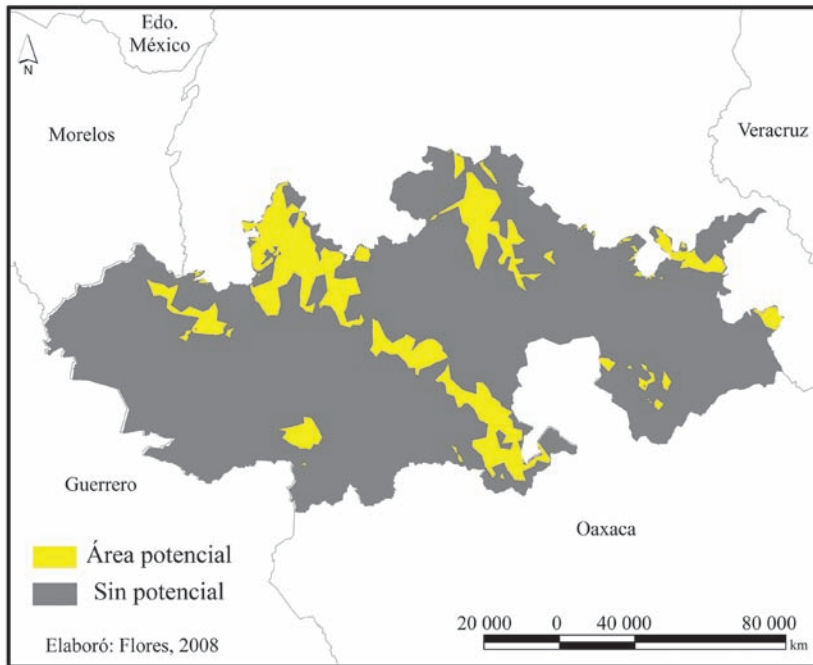 Edo.
México
N
Morelos
Veracruz
Guerrero
Oaxaca
Área potencial
Sin potencial
Elaboró: Flores, 2008
20 000 0 40 000 80 000
km